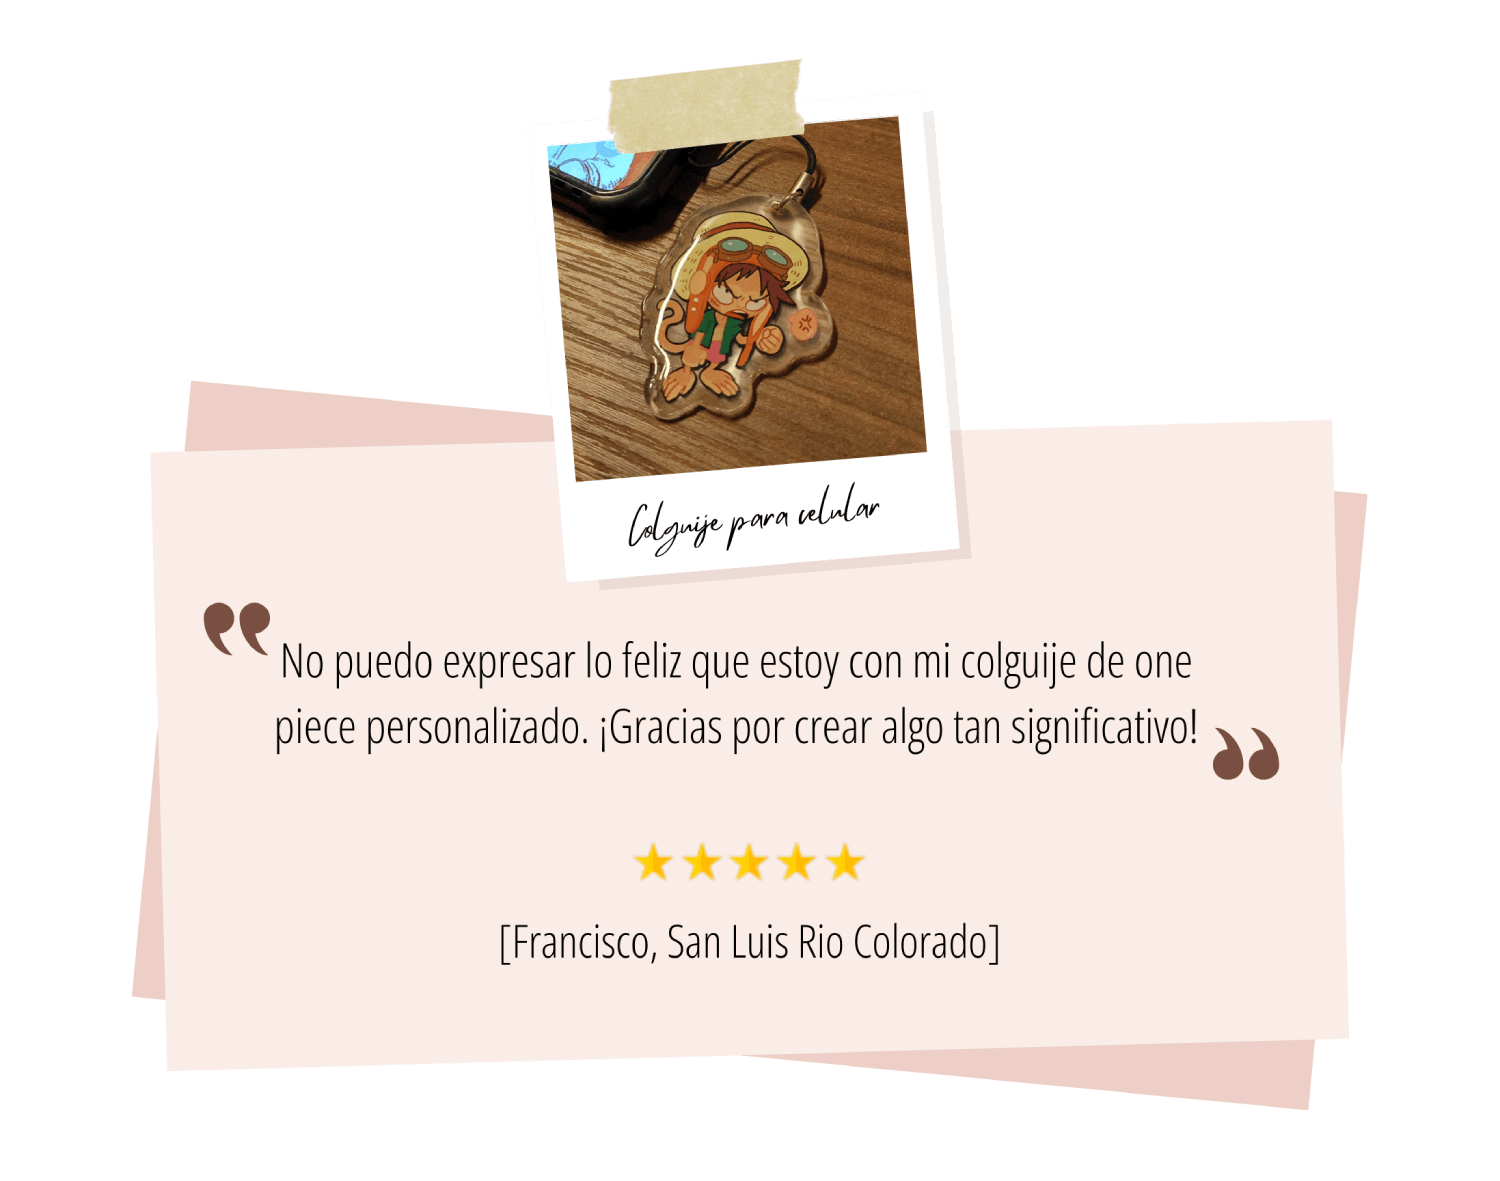 Colguije para celular
No puedo expresar lo feliz que estoy con mi colguije de one
piece personalizado. ¡Gracias por crear algo tan significativo!
[Francisco, San Luis Rio Colorado]